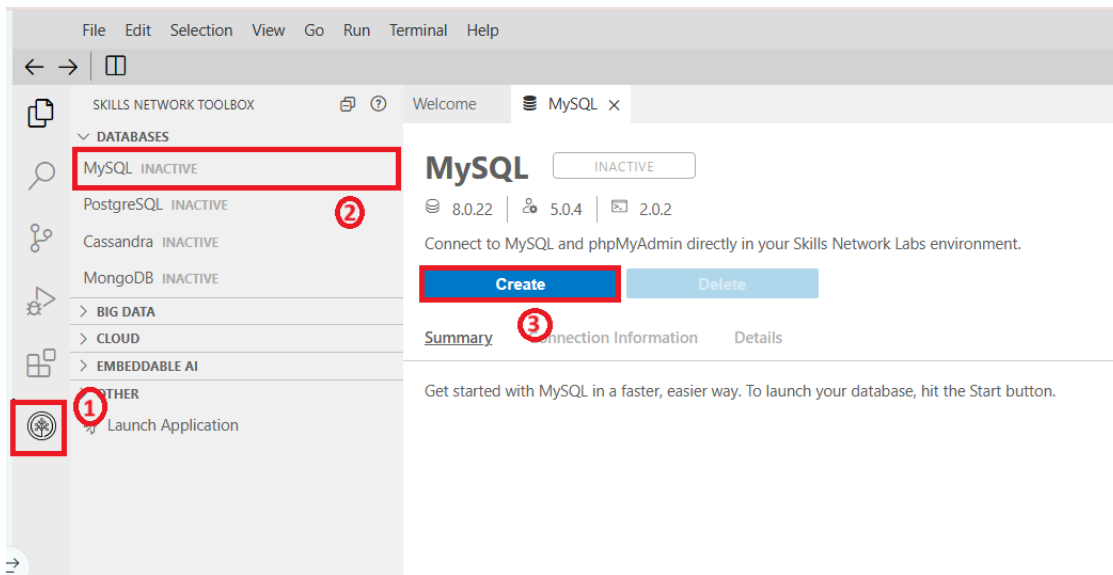 File Edit Selection View Go Run Terminal Help
SKILLS NETWORK TOOLBOX
Welcome
MySQL
DATABASES
MySQL INACTIVE
2
PostgreSQL INACTIVE
Cassandra INACTIVE
MongoDB INACTIVE
BIG DATA
CLOUD
EMBEDDABLE AI
OTHER
1
Launch Application
MySQL INACTIVE
8.0.22 5.0.4 2.0.2
Connect to MySQL and phpMyAdmin directly in your Skills Network Labs environment.
Create Delete
3
Summary Connection Information Details
Get started with MySQL in a faster, easier way. To launch your database, hit the Start button.